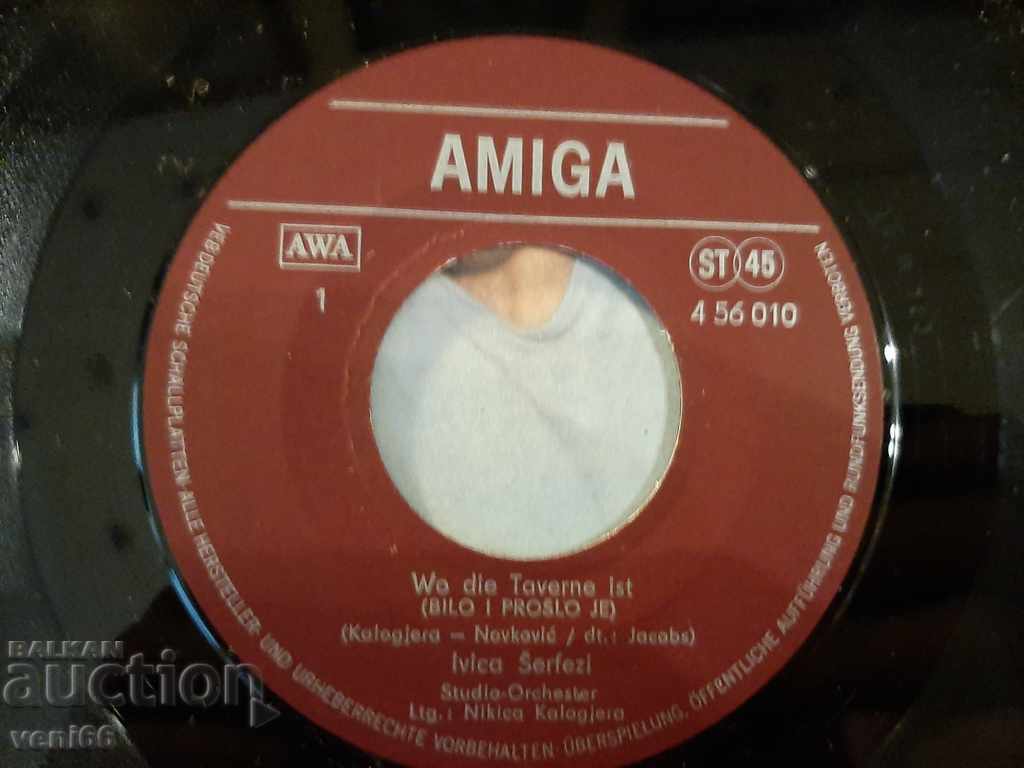 AMIGA
AWA
ST 45
1
4 56 010
Wo die Taverne ist
(BILO I PROŠLO JE)
(Kalogjera – Novković / dt.: Jacobs)
Ivica Šerfezi
Studio-Orchester
Ltg.: Nikica Kalogjera
VEB DEUTSCHE SCHALLPLATTEN · ALLE HERSTELLER- UND URHEBERRECHTE VORBEHALTEN · ÜBERSPIELUNG, ÖFFENTLICHE AUFFÜHRUNG UND RUNDFUNKSENDUNG VERBOTEN
BALKAN
auction
veni66